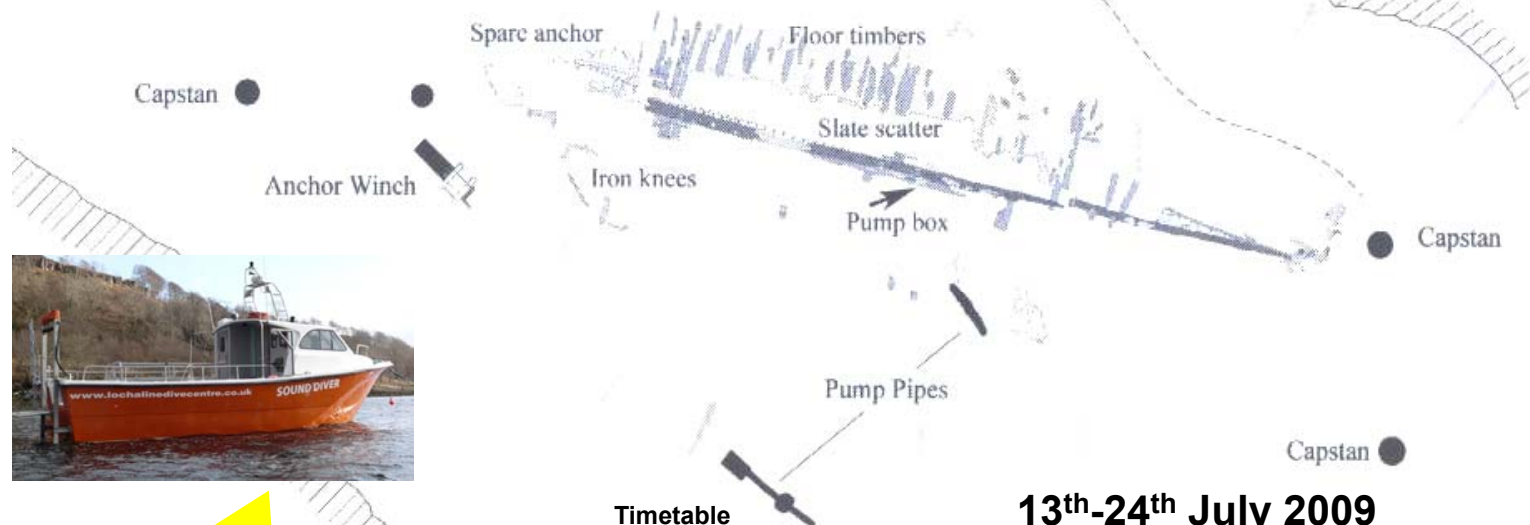 Spare anchor
Floor timbers
Capstan
Slate scatter
Anchor Winch
Iron knees
Pump box
Capstan
www.lochalinedivecentre.co.uk
SOUND DIVER
Pump Pipes
Capstan
Timetable
13th-24th July 2009